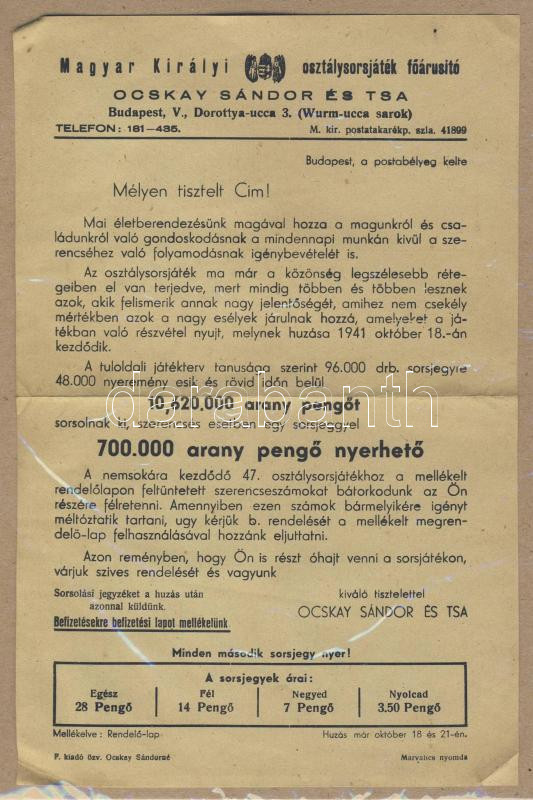 Magyar Királyi osztálysorsjáték főárusító
OCSKAY SÁNDOR ÉS TSA
Budapest, V., Dorottya-ucca 3. (Wurm-ucca sarok)
TELEFON: 181—435. M. kir. postatakarékp. szla. 41899
Budapest, a postabélyeg kelte
Mélyen tisztelt Cim!
Mai életberendezésünk magával hozza a magunkról és csa-
ládunkról való gondoskodásnak a mindennapi munkán kivül a sze-
rencséhez való folyamodásnak igénybevételét is.
Az osztálysorsjáték ma már a közönség legszélesebb réte-
geiben el van terjedve, mert mindig többen és többen lesznek
azok, akik felismerik annak nagy jelentőségét, amihez nem csekély
mértékben azok a nagy esélyek járulnak hozzá, amelyeket a já-
tékban való részvétel nyujt, melynek huzása 1941 október 18.-án
kezdődik.
A tuloldali játékterv tanusága szerint 96.000 drb. sorsjegyre
48.000 nyeremény esik és rövid időn belül
10,620.000 arany pengőt
sorsolnak ki, szerencsés esetben egy sorsjeggyel
700.000 arany pengő nyerhető
A nemsokára kezdődő 47. osztálysorsjátékhoz a mellékelt
rendelőlapon feltüntetett szerencseszámokat bátorkodunk az Ön
részére félretenni. Amennyiben ezen számok bármelyikére igényt
méltóztatik tartani, ugy kérjük b. rendelését a mellékelt megren-
delő-lap felhasználásával hozzánk eljuttatni.
Azon reményben, hogy Ön is részt óhajt venni a sorsjátékon,
várjuk szives rendelését és vagyunk
Sorsolási jegyzéket a huzás után
azonnal küldünk.
Befizetésekre befizetési lapot mellékelünk
kiváló tisztelettel
OCSKAY SÁNDOR ÉS TSA
Minden második sorsjegy nyer!
A sorsjegyek árai:
Egész Fél Negyed Nyolcad
28 Pengő 14 Pengő 7 Pengő 3.50 Pengő
Mellékelve: Rendelő-lap Huzás már október 18 és 21-én.
F. kiadó özv. Ocskay Sándorné Marvalics nyomda
darabanth